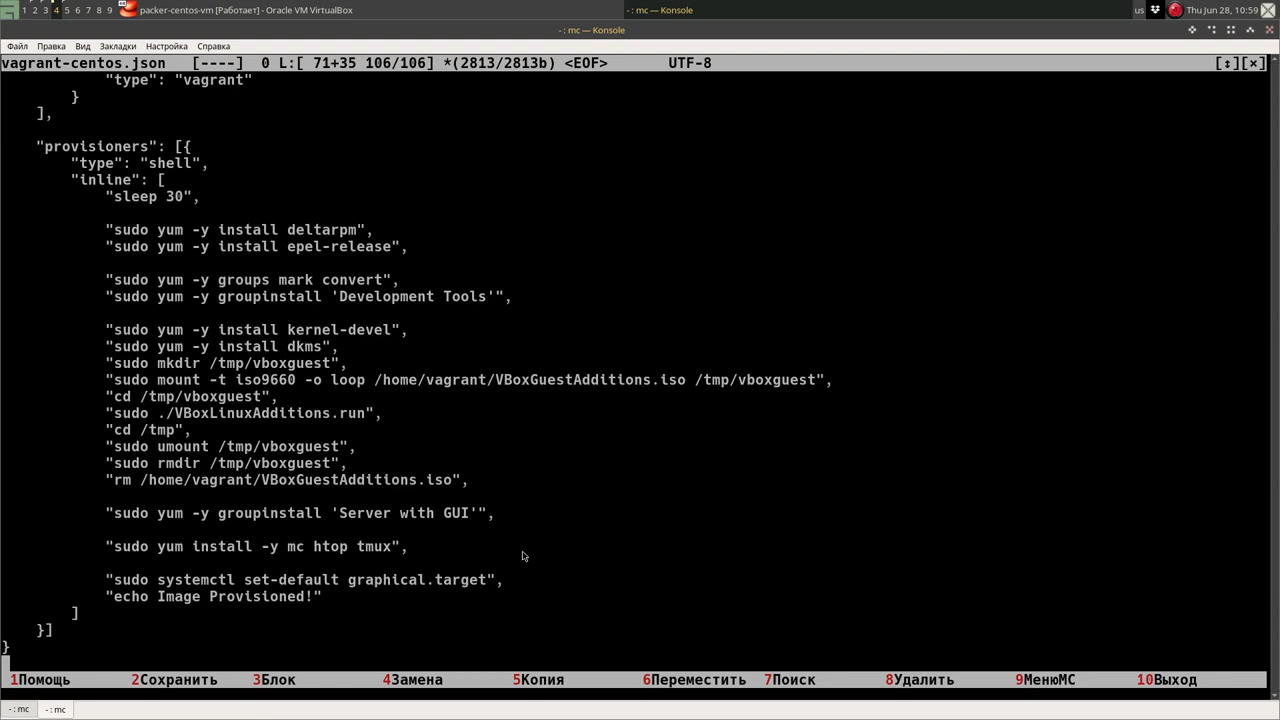 1 2 3 4 5 6 7 8 9 packer-centos-vm [Работает] - Oracle VM VirtualBox - : mc — Konsole us Thu Jun 28, 10:59
- : mc — Konsole
Файл Правка Вид Закладки Настройка Справка
vagrant-centos.json [----] 0 L:[ 71+35 106/106] *(2813/2813b) <EOF> UTF-8 [↕][×]
"type": "vagrant"
}
],
"provisioners": [{
"type": "shell",
"inline": [
"sleep 30",
"sudo yum -y install deltarpm",
"sudo yum -y install epel-release",
"sudo yum -y groups mark convert",
"sudo yum -y groupinstall 'Development Tools'",
"sudo yum -y install kernel-devel",
"sudo yum -y install dkms",
"sudo mkdir /tmp/vboxguest",
"sudo mount -t iso9660 -o loop /home/vagrant/VBoxGuestAdditions.iso /tmp/vboxguest",
"cd /tmp/vboxguest",
"sudo ./VBoxLinuxAdditions.run",
"cd /tmp",
"sudo umount /tmp/vboxguest",
"sudo rmdir /tmp/vboxguest",
"rm /home/vagrant/VBoxGuestAdditions.iso",
"sudo yum -y groupinstall 'Server with GUI'",
"sudo yum install -y mc htop tmux",
"sudo systemctl set-default graphical.target",
"echo Image Provisioned!"
]
}]
}
1Помощь 2Сохранить 3Блок 4Замена 5Копия 6Переместить 7Поиск 8Удалить 9МенюMC 10Выход
- : mc - : mc